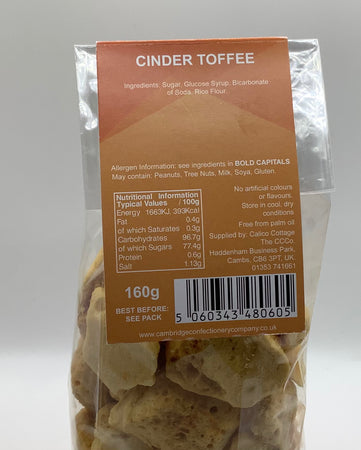 CINDER TOFFEE
Ingredients: Sugar, Glucose Syrup, Bicarbonate
of Soda, Rice Flour.
Allergen Information: see ingredients in BOLD CAPITALS
May contain: Peanuts, Tree Nuts, Milk, Soya, Gluten.
Nutritional Information
Typical Values / 100g
Energy 1663KJ, 393Kcal
Fat 0.4g
of which Saturates 0.3g
Carbohydrates 96.7g
of which Sugars 77.4g
Protein 0.6g
Salt 1.13g
No artificial colours
or flavours.
Store in cool, dry
conditions
Free from palm oil
Supplied by: Calico Cottage
The CCCo.
Haddenham Business Park,
Cambs, CB6 3PT, UK.
01353 741661
160g
BEST BEFORE:
SEE PACK
5 060343 480605
www.cambridgeconfectionerycompany.co.uk